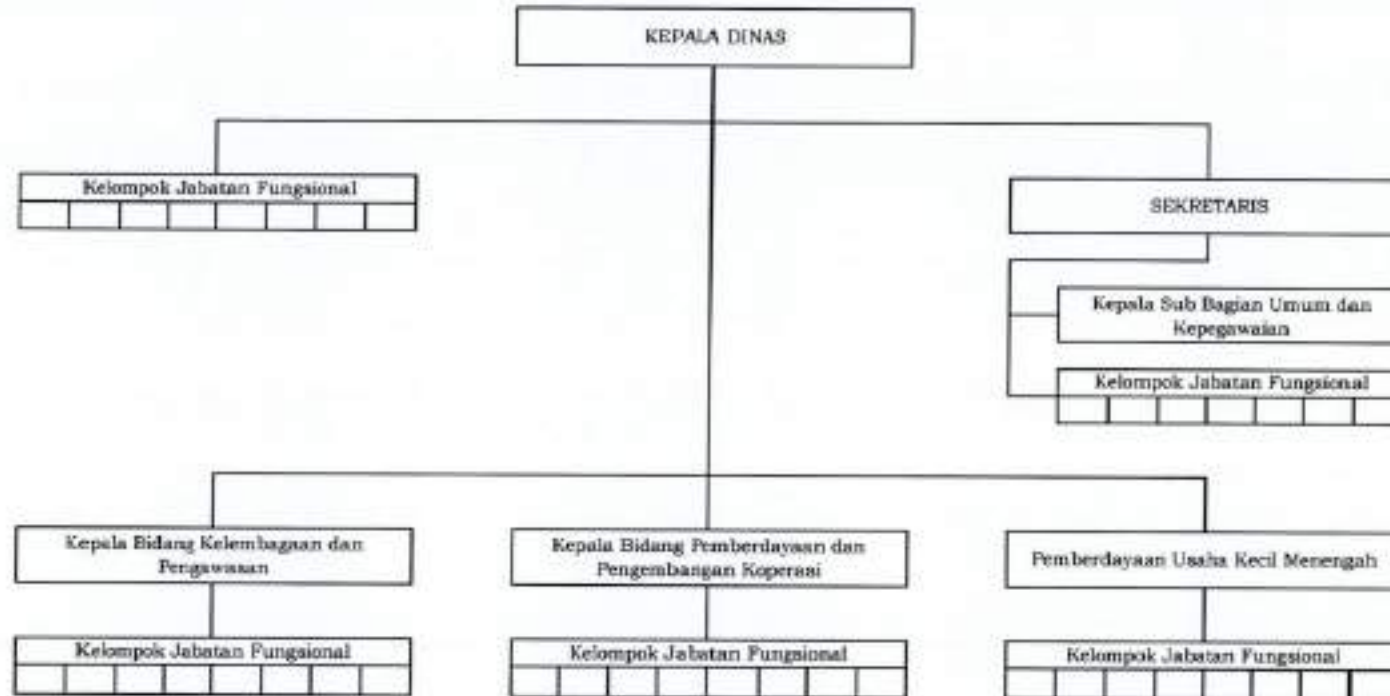 KEPALA DINAS
Kelompok Jabatan Fungsional
SEKRETARIS
Kepala Sub Bagian Umum dan
Kepegawaian
Kelompok Jabatan Fungsional
Kepala Bidang Kelembagaan dan
Pengawasan
Kepala Bidang Pemberdayaan dan
Pengembangan Koperasi
Pemberdayaan Usaha Kecil Menengah
Kelompok Jabatan Fungsional
Kelompok Jabatan Fungsional
Kelompok Jabatan Fungsional